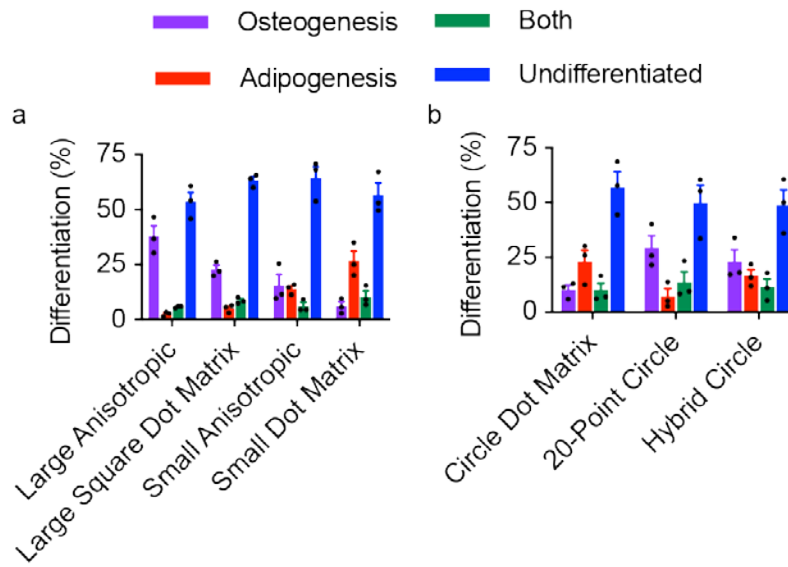 Osteogenesis
Both
Adipogenesis
Undifferentiated
a
b
Differentiation (%)
75
50
25
0
Large Anisotropic
Large Square Dot Matrix
Small Anisotropic
Small Dot Matrix
Differentiation (%)
75
50
25
0
Circle Dot Matrix
20-Point Circle
Hybrid Circle